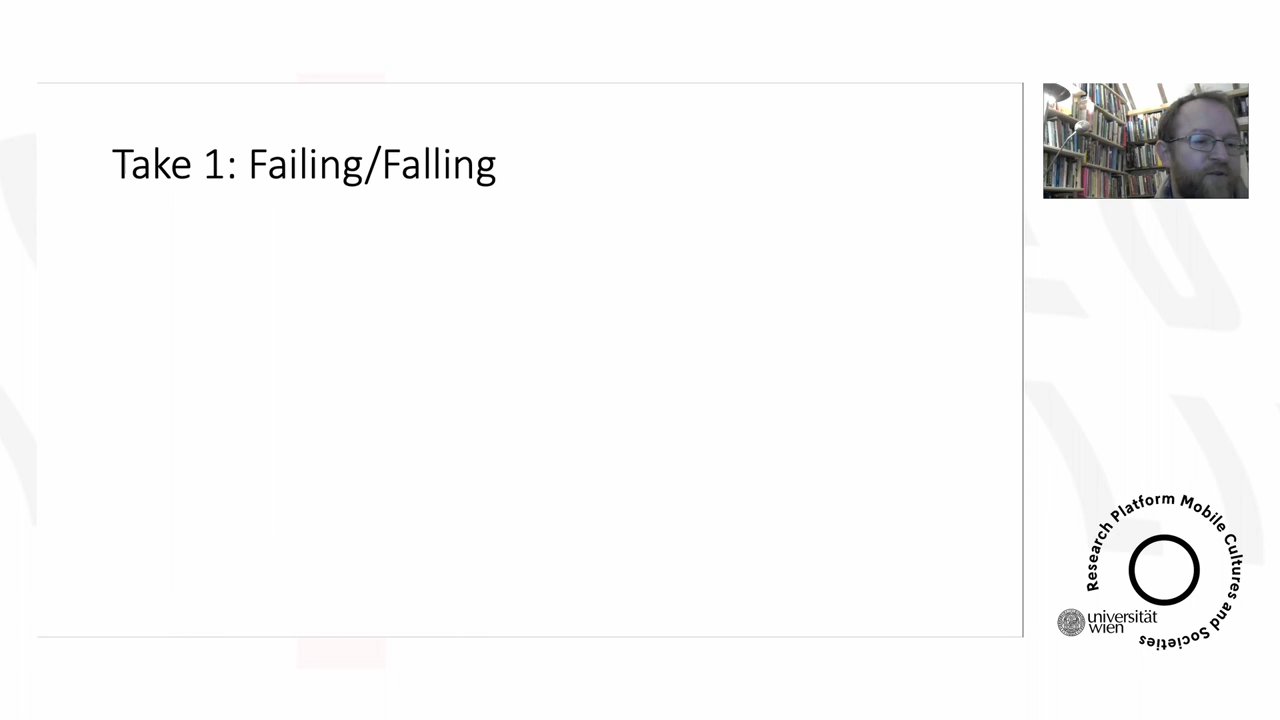 Take 1: Failing/Falling
Research Platform Mobile Cultures and Societies
universität
wien